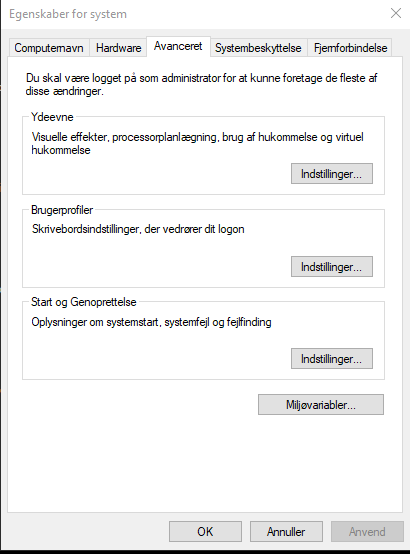 Egenskaber for system
Computernavn Hardware Avanceret Systembeskyttelse Fjernforbindelse
Du skal være logget på som administrator for at kunne foretage de fleste af
disse ændringer.
Ydeevne
Visuelle effekter, processorplanlægning, brug af hukommelse og virtuel
hukommelse
Indstillinger...
Brugerprofiler
Skrivebordsindstillinger, der vedrører dit logon
Indstillinger...
Start og Genoprettelse
Oplysninger om systemstart, systemfejl og fejlfinding
Indstillinger...
Miljøvariabler...
OK Annuller Anvend